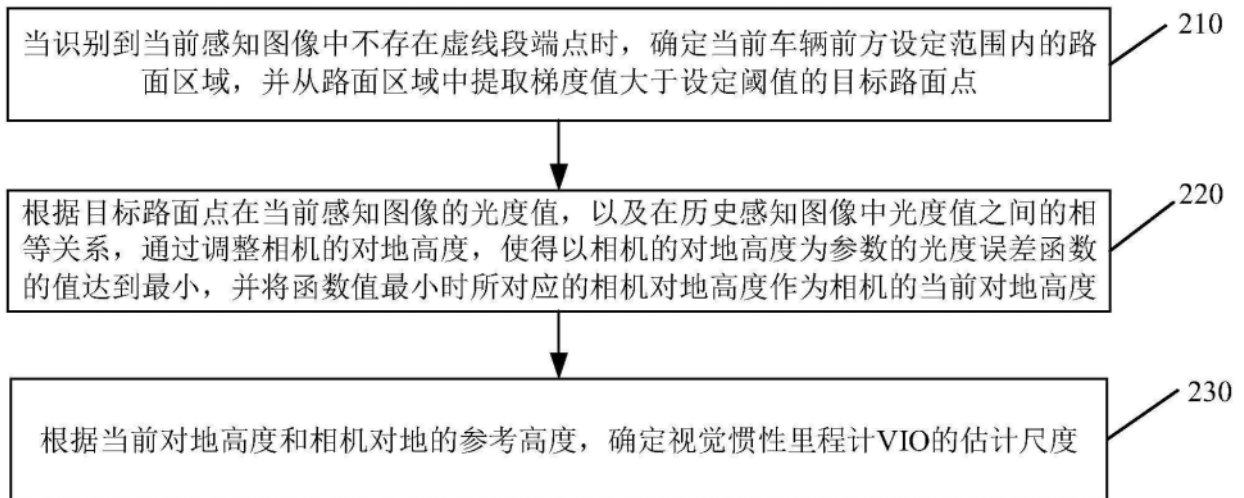 当识别到当前感知图像中不存在虚线段端点时，确定当前车辆前方设定范围内的路
面区域，并从路面区域中提取梯度值大于设定阈值的目标路面点
210
根据目标路面点在当前感知图像的光度值，以及在历史感知图像中光度值之间的相
等关系，通过调整相机的对地高度，使得以相机的对地高度为参数的光度误差函数
的值达到最小，并将函数值最小时所对应的相机对地高度作为相机的当前对地高度
220
根据当前对地高度和相机对地的参考高度，确定视觉惯性里程计VIO的估计尺度
230